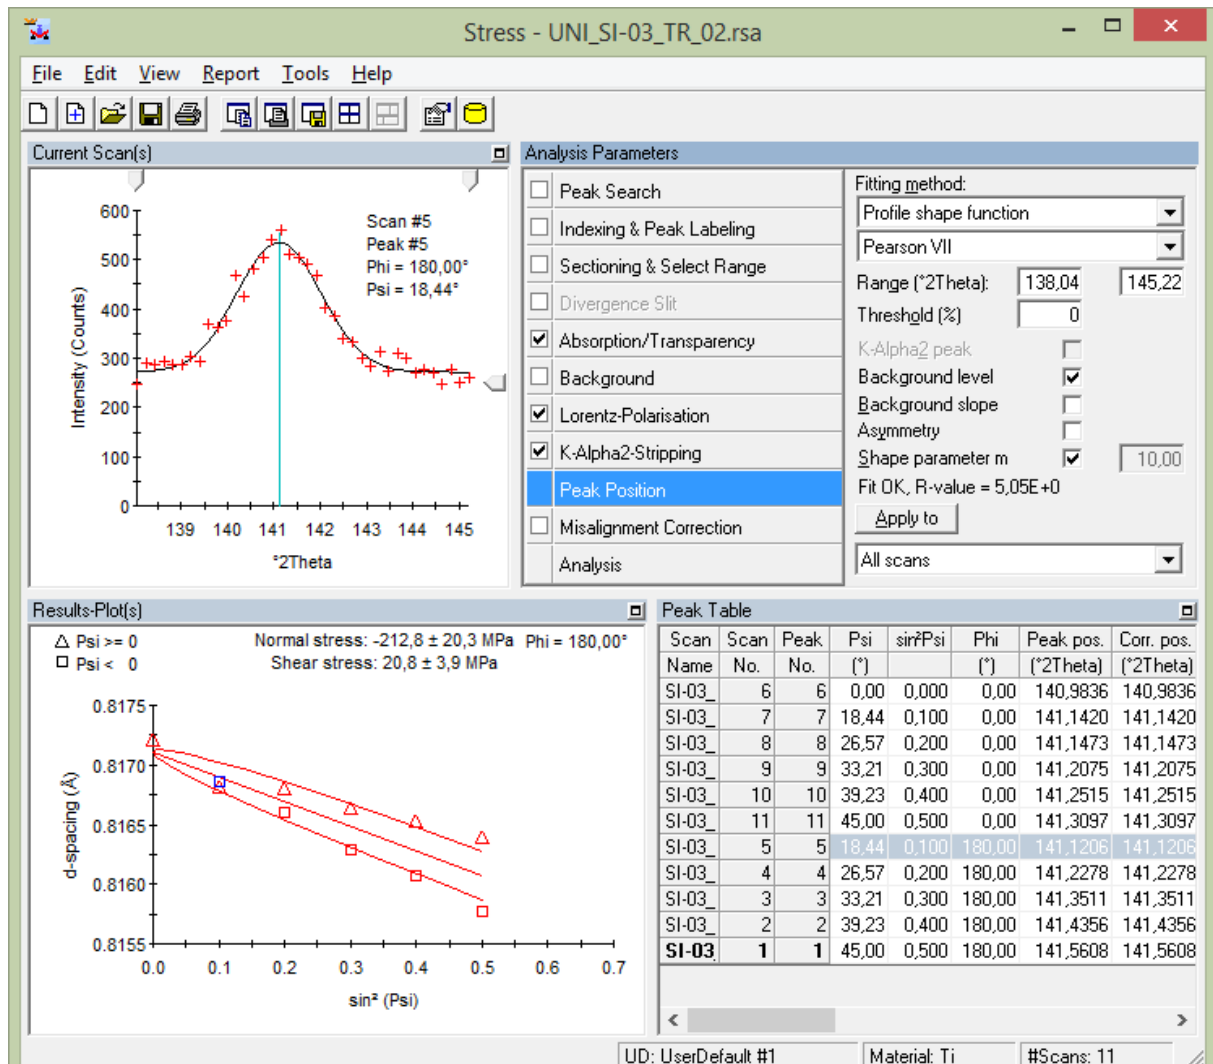 Stress - UNI_SI-03_TR_02.rsa
File Edit View Report Tools Help
Current Scan(s)
600
500
400
300
200
100
0
Intensity (Counts)
Scan #5
Peak #5
Phi = 180,00°
Psi = 18,44°
139 140 141 142 143 144 145
°2Theta
Analysis Parameters
Peak Search
Indexing & Peak Labeling
Sectioning & Select Range
Divergence Slit
Absorption/Transparency
Background
Lorentz-Polarisation
K-Alpha2-Stripping
Peak Position
Misalignment Correction
Analysis
Fitting method:
Profile shape function
Pearson VII
Range (°2Theta): 138,04 145,22
Threshold (%) 0
K-Alpha2 peak
Background level
Background slope
Asymmetry
Shape parameter m 10,00
Fit OK, R-value = 5,05E+0
Apply to
All scans
Results-Plot(s)
Psi >= 0 Normal stress: -212,8 ± 20,3 MPa Phi = 180,00°
Psi < 0 Shear stress: 20,8 ± 3,9 MPa
0.8175
0.8170
0.8165
0.8160
0.8155
d-spacing (Å)
0.0 0.1 0.2 0.3 0.4 0.5 0.6 0.7
sin² (Psi)
Peak Table
Scan Scan Peak Psi sin²Psi Phi Peak pos. Corr. pos.
Name No. No. (°) (°) (°2Theta) (°2Theta)
SI-03_ 6 6 0,00 0,000 0,00 140,9836 140,9836
SI-03_ 7 7 18,44 0,100 0,00 141,1420 141,1420
SI-03_ 8 8 26,57 0,200 0,00 141,1473 141,1473
SI-03_ 9 9 33,21 0,300 0,00 141,2075 141,2075
SI-03_ 10 10 39,23 0,400 0,00 141,2515 141,2515
SI-03_ 11 11 45,00 0,500 0,00 141,3097 141,3097
SI-03_ 5 5 18,44 0,100 180,00 141,1206 141,1206
SI-03_ 4 4 26,57 0,200 180,00 141,2278 141,2278
SI-03_ 3 3 33,21 0,300 180,00 141,3511 141,3511
SI-03_ 2 2 39,23 0,400 180,00 141,4356 141,4356
SI-03 1 1 45,00 0,500 180,00 141,5608 141,5608
UD: UserDefault #1 Material: Ti #Scans: 11